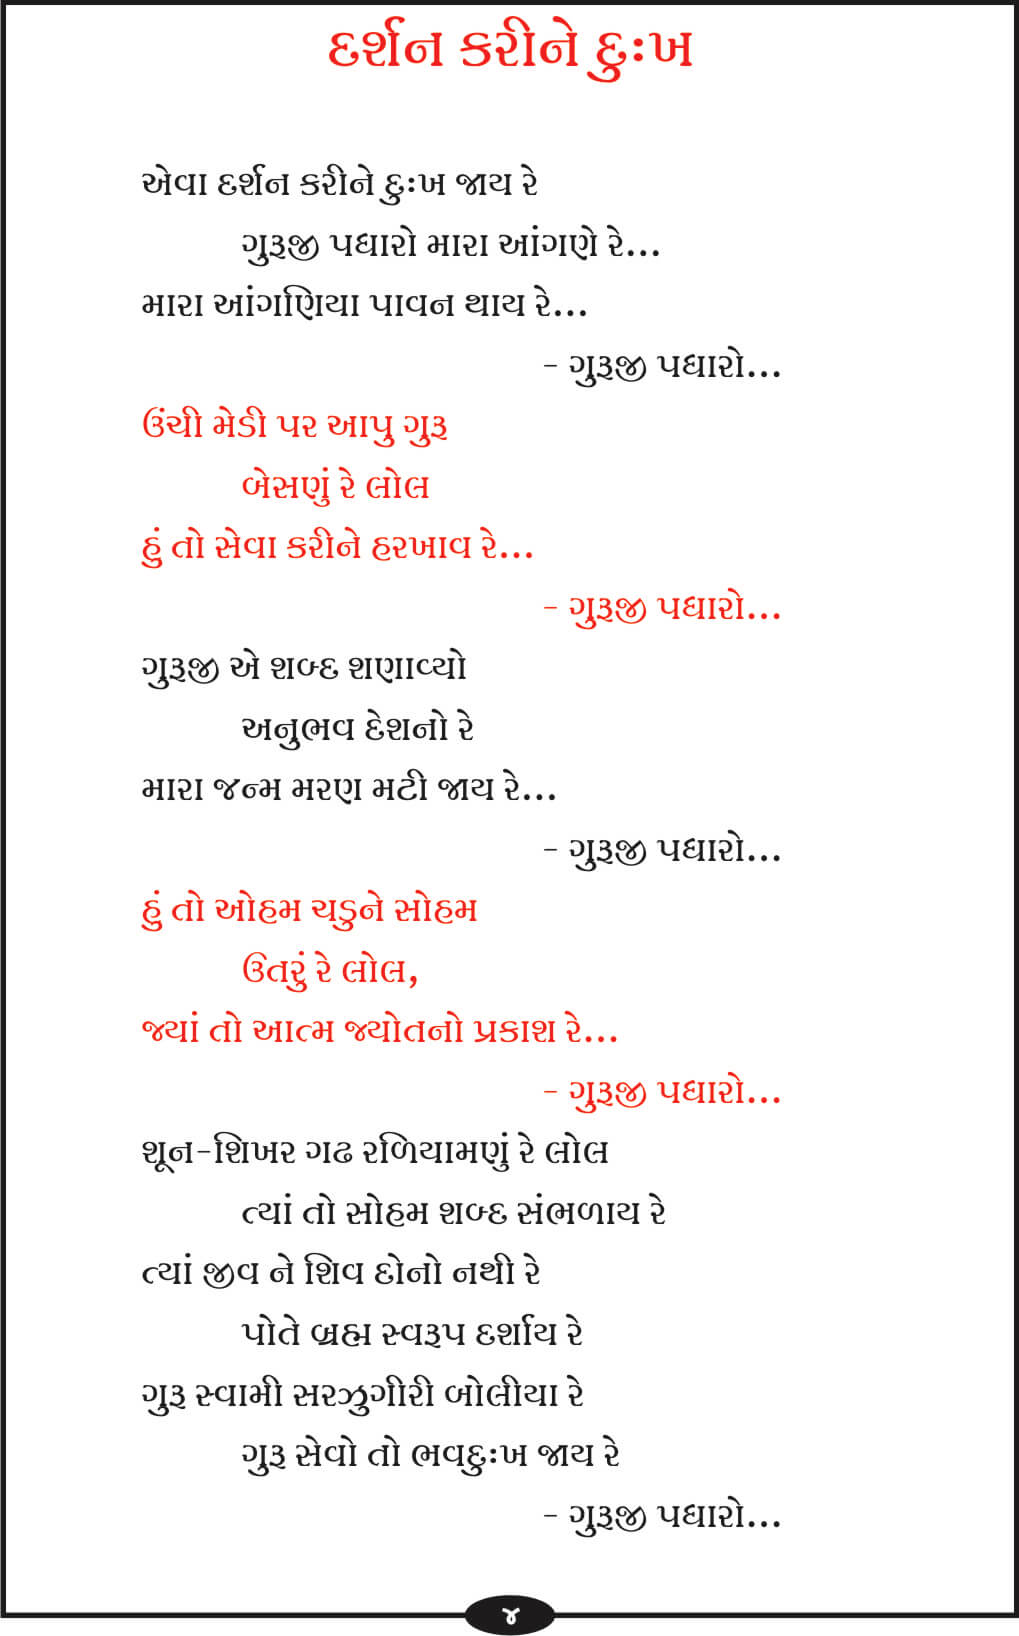 દર્શન કરીને દુઃખ
એવા દર્શન કરીને દુઃખ જાય રે
ગુરૂજી પધારો મારા આંગણે રે...
મારા આંગણિયા પાવન થાય રે...
- ગુરૂજી પધારો...
ઉંચી મેડી પર આપુ ગુરૂ
બેસણું રે લોલ
હું તો સેવા કરીને હરખાવ રે...
- ગુરૂજી પધારો...
ગુરૂજી એ શબ્દ શણાવ્યો
અનુભવ દેશનો રે
મારા જન્મ મરણ મટી જાય રે...
- ગુરૂજી પધારો...
હું તો ઓહમ ચડુને સોહમ
ઉતરું રે લોલ,
જ્યાં તો આત્મ જ્યોતનો પ્રકાશ રે...
- ગુરૂજી પધારો...
શૂન-શિખર ગઢ રળિયામણું રે લોલ
ત્યાં તો સોહમ શબ્દ સંભળાય રે
ત્યાં જીવ ને શિવ દોનો નથી રે
પોતે બ્રહ્મ સ્વરૂપ દર્શાય રે
ગુરૂ સ્વામી સરઝુગીરી બોલીયા રે
ગુરૂ સેવો તો ભવદુઃખ જાય રે
- ગુરૂજી પધારો...
૪